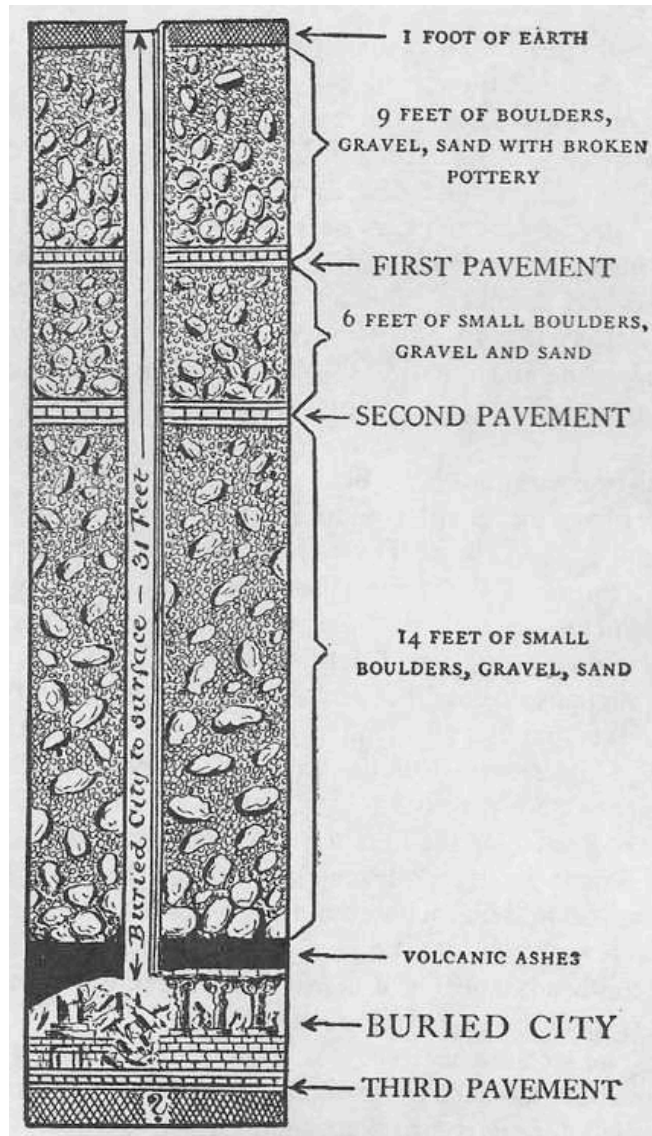 1 FOOT OF EARTH
9 FEET OF BOULDERS,
GRAVEL, SAND WITH BROKEN
POTTERY
FIRST PAVEMENT
6 FEET OF SMALL BOULDERS,
GRAVEL AND SAND
SECOND PAVEMENT
Buried City to surface – 31 Feet
14 FEET OF SMALL
BOULDERS, GRAVEL, SAND
VOLCANIC ASHES
BURIED CITY
THIRD PAVEMENT
?